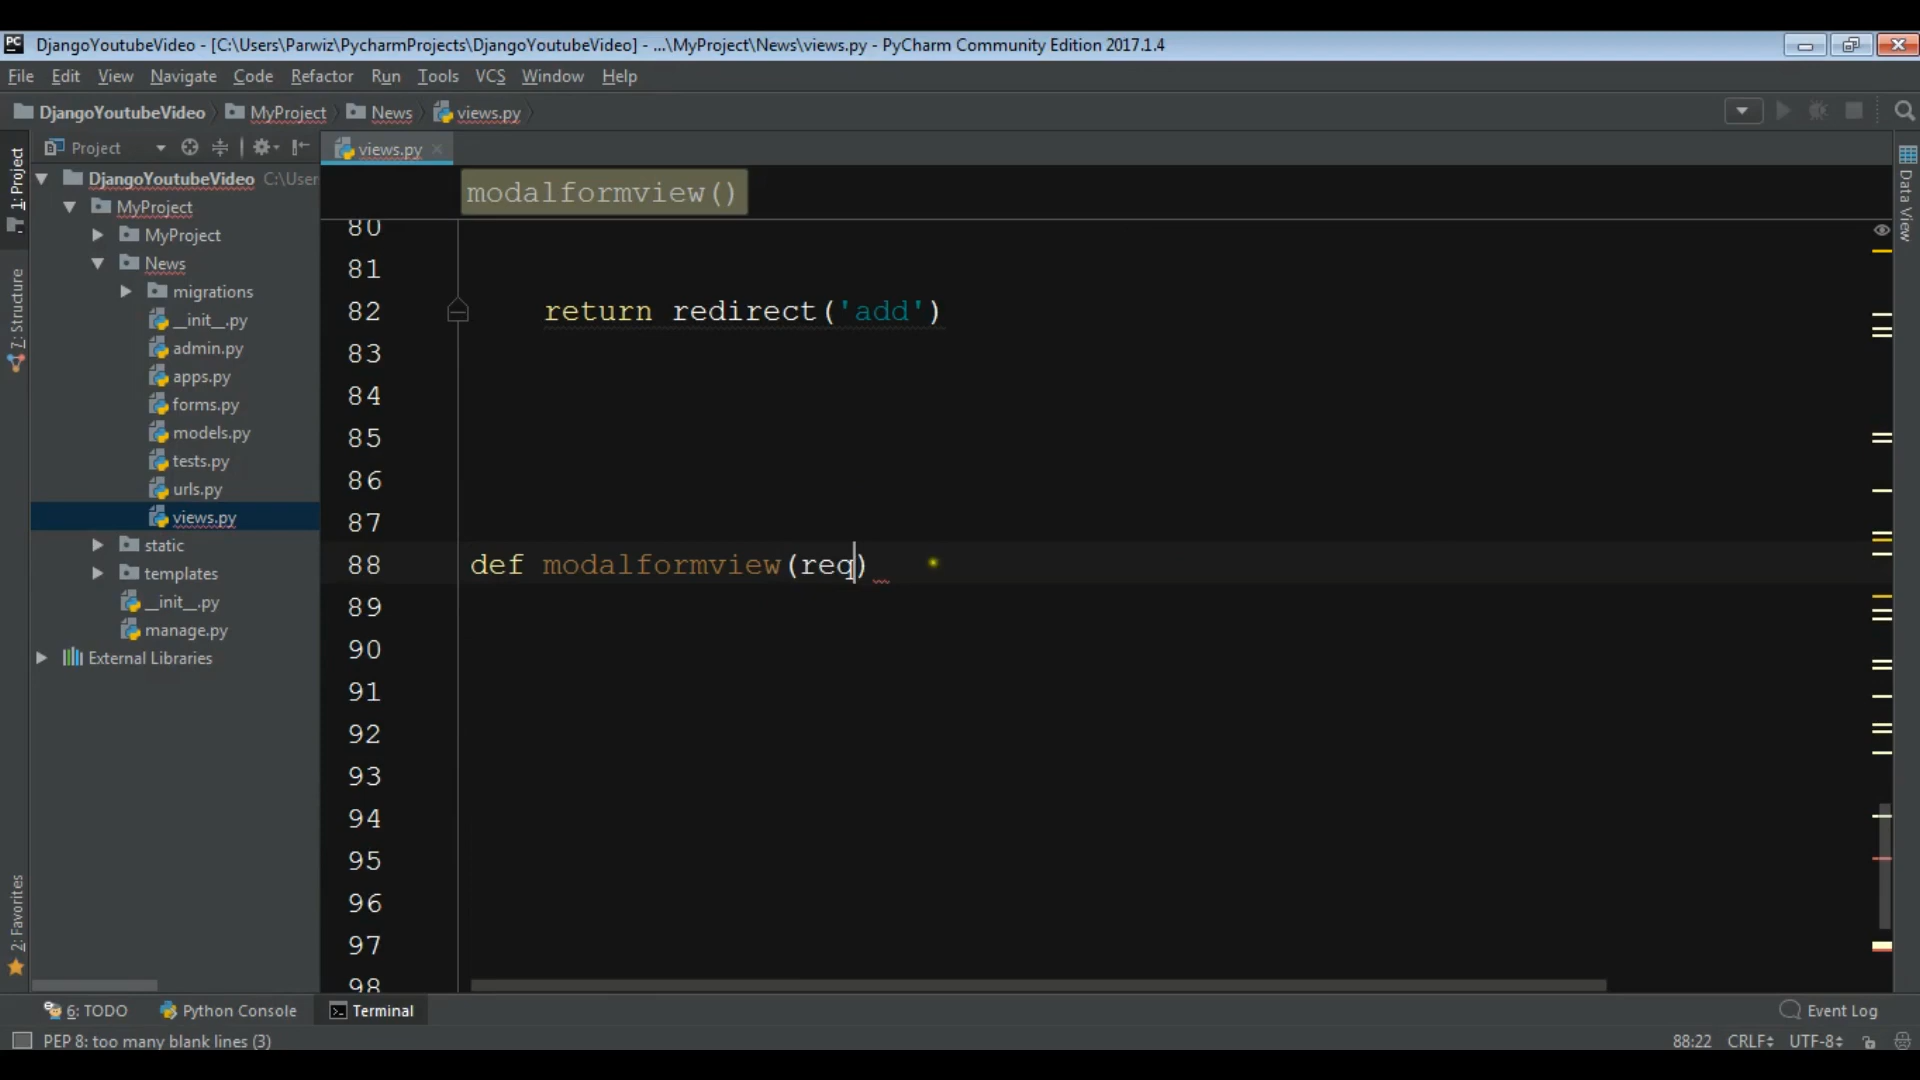 PC DjangoYoutubeVideo - [C:\Users\Parwiz\PycharmProjects\DjangoYoutubeVideo] - ...\MyProject\News\views.py - PyCharm Community Edition 2017.1.4
File Edit View Navigate Code Refactor Run Tools VCS Window Help
DjangoYoutubeVideo MyProject News views.py
Project
views.py
1: Project
7: Structure
2: Favorites
DjangoYoutubeVideo C:\User
MyProject
MyProject
News
migrations
__init__.py
admin.py
apps.py
forms.py
models.py
tests.py
urls.py
views.py
static
templates
__init__.py
manage.py
External Libraries
modalformview()
80
81
82 return redirect('add')
83
84
85
86
87
88 def modalformview(req)
89
90
91
92
93
94
95
96
97
98
Data View
6: TODO Python Console Terminal Event Log
PEP 8: too many blank lines (3) 88:22 CRLF UTF-8